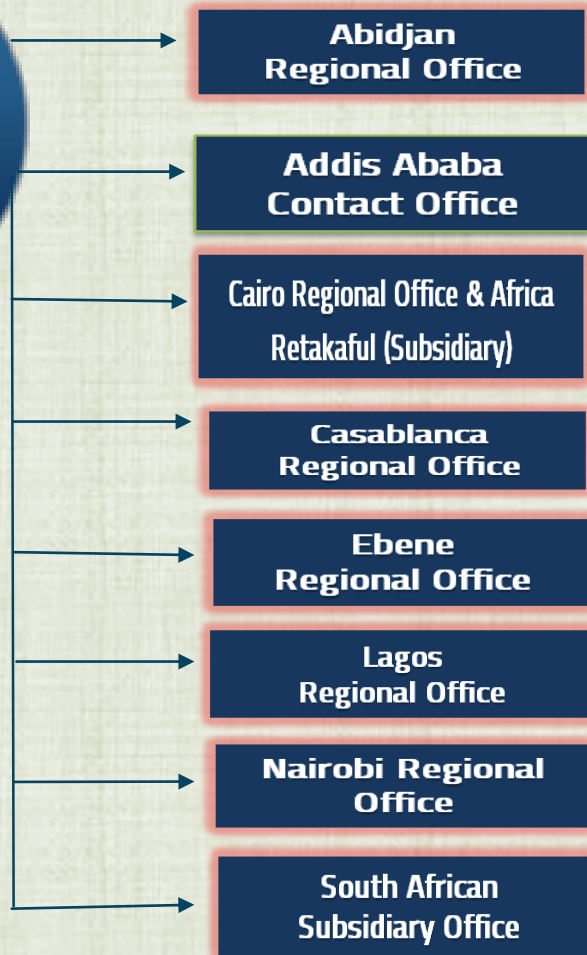 Abidjan
Regional Office
Addis Ababa
Contact Office
Cairo Regional Office & Africa
Retakaful (Subsidiary)
Casablanca
Regional Office
Ebene
Regional Office
Lagos
Regional Office
Nairobi Regional
Office
South African
Subsidiary Office